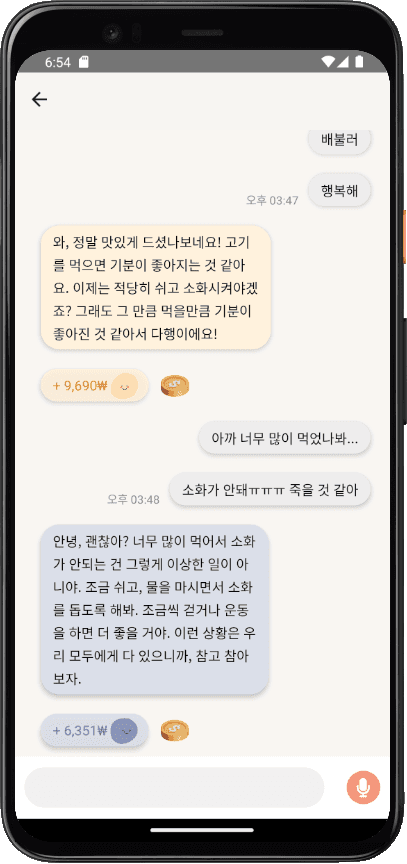 6:54
배불러
행복해
오후 03:47
와, 정말 맛있게 드셨나보네요! 고기
를 먹으면 기분이 좋아지는 것 같아
요. 이제는 적당히 쉬고 소화시켜야겠
죠? 그래도 그 만큼 먹을만큼 기분이
좋아진 것 같아서 다행이에요!
+ 9,690₩
아까 너무 많이 먹었나봐...
소화가 안돼ㅠㅠㅠ 죽을 것 같아
오후 03:48
안녕, 괜찮아? 너무 많이 먹어서 소화
가 안되는 건 그렇게 이상한 일이 아
니야. 조금 쉬고, 물을 마시면서 소화
를 돕도록 해봐. 조금씩 걷거나 운동
을 하면 더 좋을 거야. 이런 상황은 우
리 모두에게 다 있으니까, 참고 참아
보자.
+ 6,351₩